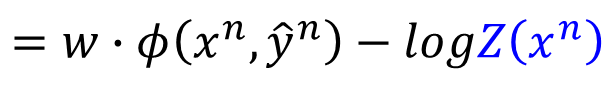 = w · ϕ(xⁿ, ŷⁿ) − logZ(xⁿ)